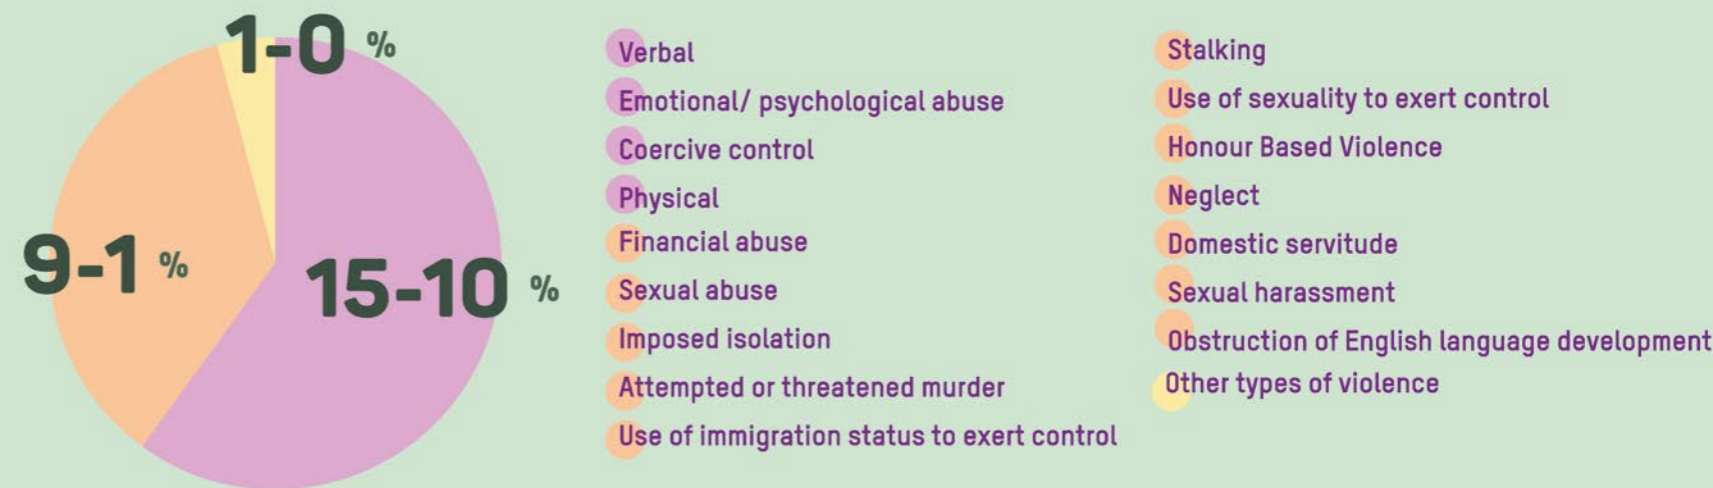 1-0 %
9-1 %
15-10 %
Verbal
Emotional/ psychological abuse
Coercive control
Physical
Financial abuse
Sexual abuse
Imposed isolation
Attempted or threatened murder
Use of immigration status to exert control
Stalking
Use of sexuality to exert control
Honour Based Violence
Neglect
Domestic servitude
Sexual harassment
Obstruction of English language development
Other types of violence